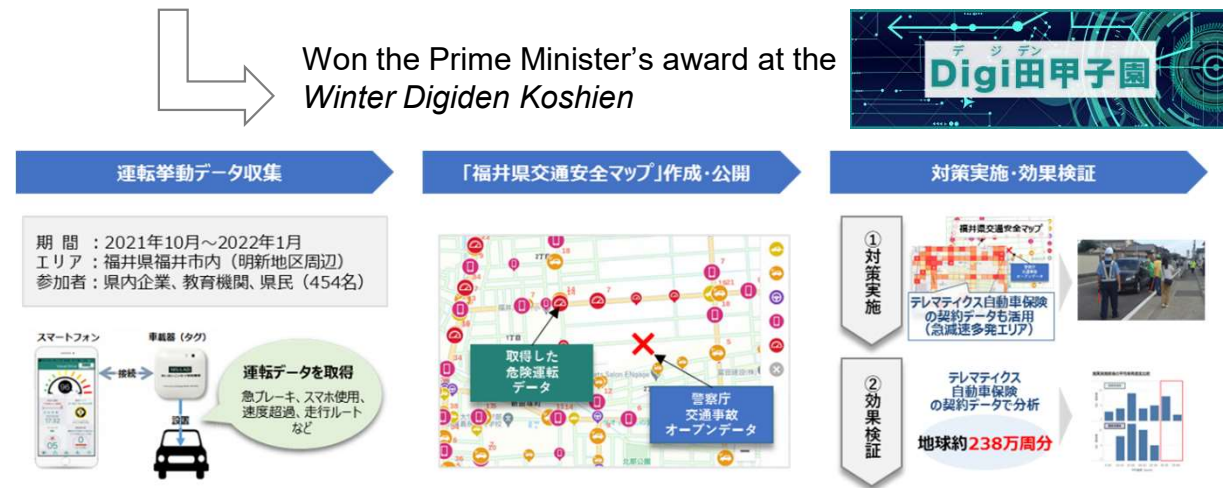 Won the Prime Minister's award at the
Winter Digiden Koshien
デジデン
Digi田甲子園
運転挙動データ収集
期 間 :2021年10月~2022年1月
エリア:福井県福井市内(明新地区周辺)
参加者:県内企業、教育機関、県民(454名)
スマートフォン
車載器(タグ)
接続
設置
運転データを取得
急ブレーキ、スマホ使用、
速度超過、走行ルート
など
「福井県交通安全マップ」作成・公開
取得した
危険運転
データ
警察庁
交通事故
オープンデータ
北部公園
対策実施・効果検証
①対策実施
福井県交通安全マップ
テレマティクス自動車保険
の契約データも活用
(急減速多発エリア)
②効果検証
テレマティクス
自動車保険
の契約データで分析
地球約238万周分